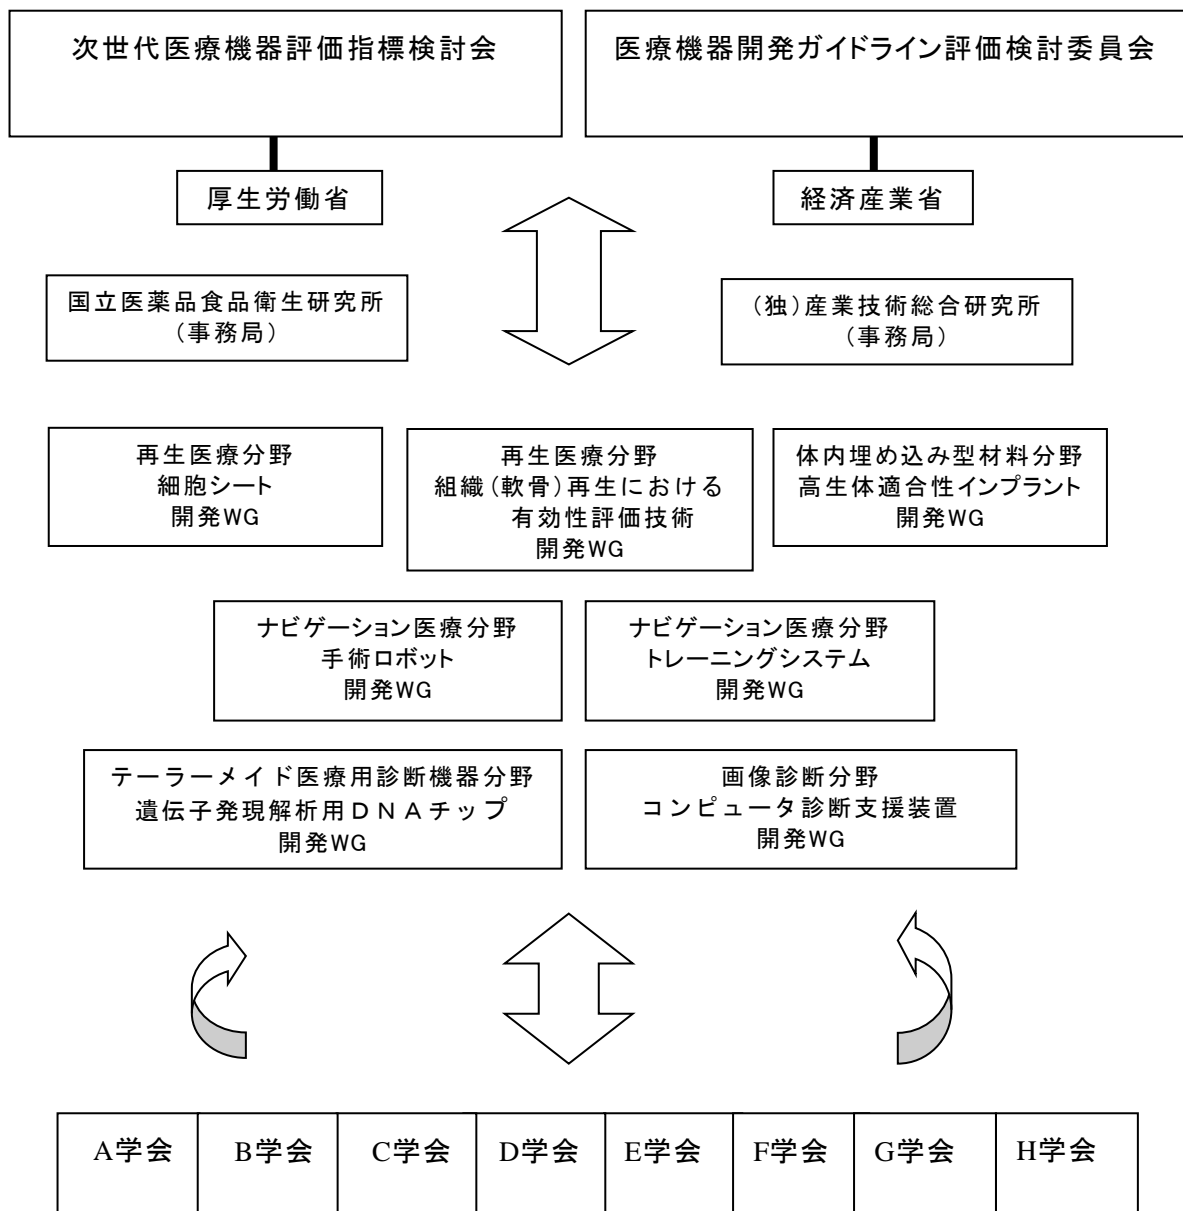 次世代医療機器評価指標検討会
医療機器開発ガイドライン評価検討委員会
厚生労働省
経済産業省
国立医薬品食品衛生研究所
（事務局）
（独）産業技術総合研究所
（事務局）
再生医療分野
細胞シート
開発WG
再生医療分野
組織（軟骨）再生における
有効性評価技術
開発WG
体内埋め込み型材料分野
高生体適合性インプラント
開発WG
ナビゲーション医療分野
手術ロボット
開発WG
ナビゲーション医療分野
トレーニングシステム
開発WG
テーラーメイド医療用診断機器分野
遺伝子発現解析用ＤＮＡチップ
開発WG
画像診断分野
コンピュータ診断支援装置
開発WG
A学会
B学会
C学会
D学会
E学会
F学会
G学会
H学会